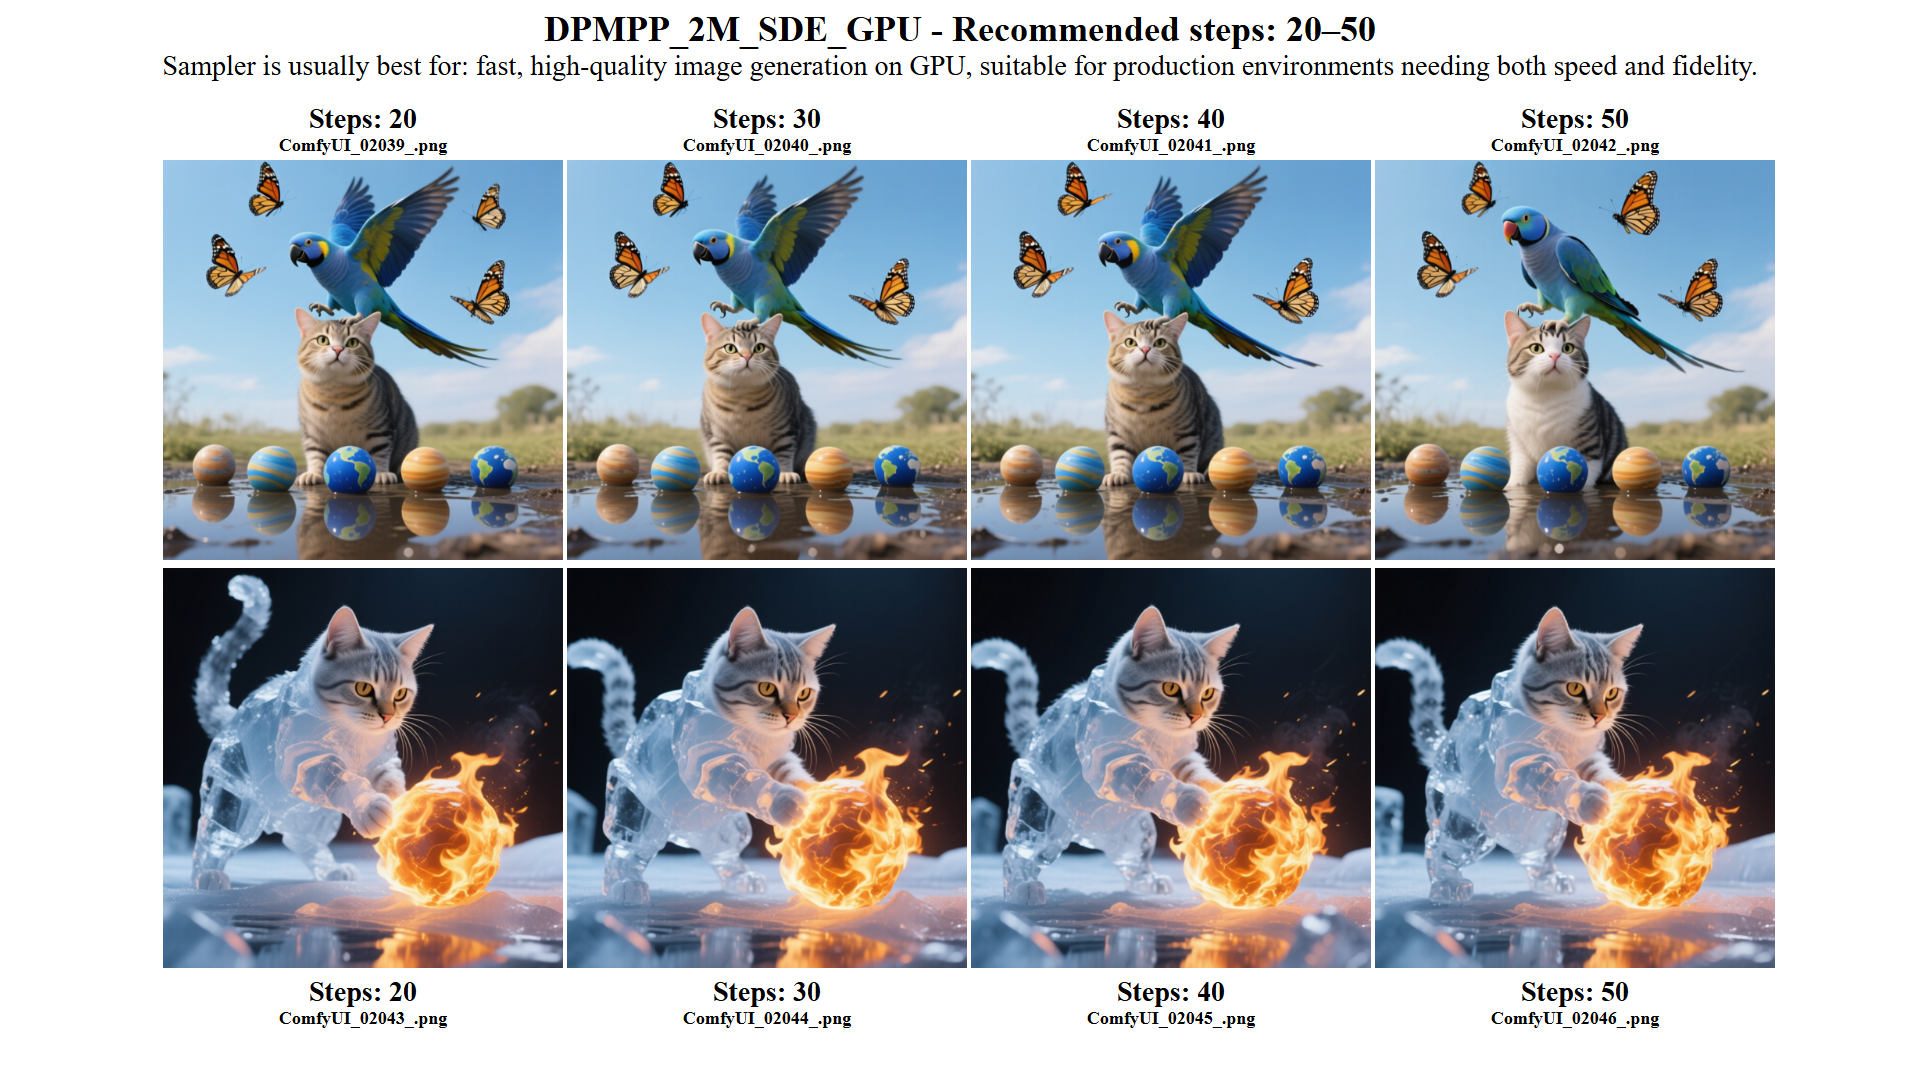 DPMPP_2M_SDE_GPU - Recommended steps: 20–50
Sampler is usually best for: fast, high-quality image generation on GPU, suitable for production environments needing both speed and fidelity.
Steps: 20
ComfyUI_02039_.png
Steps: 30
ComfyUI_02040_.png
Steps: 40
ComfyUI_02041_.png
Steps: 50
ComfyUI_02042_.png
Steps: 20
ComfyUI_02043_.png
Steps: 30
ComfyUI_02044_.png
Steps: 40
ComfyUI_02045_.png
Steps: 50
ComfyUI_02046_.png